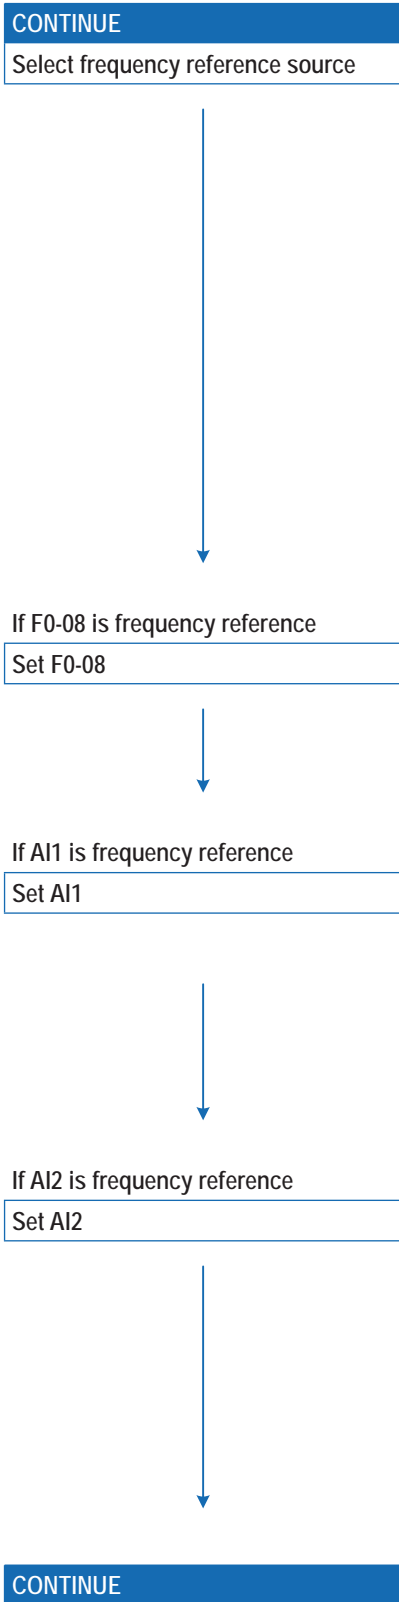 CONTINUE
Select frequency reference source
If F0-08 is frequency reference
Set F0-08
If AI1 is frequency reference
Set AI1
If AI2 is frequency reference
Set AI2
CONTINUE